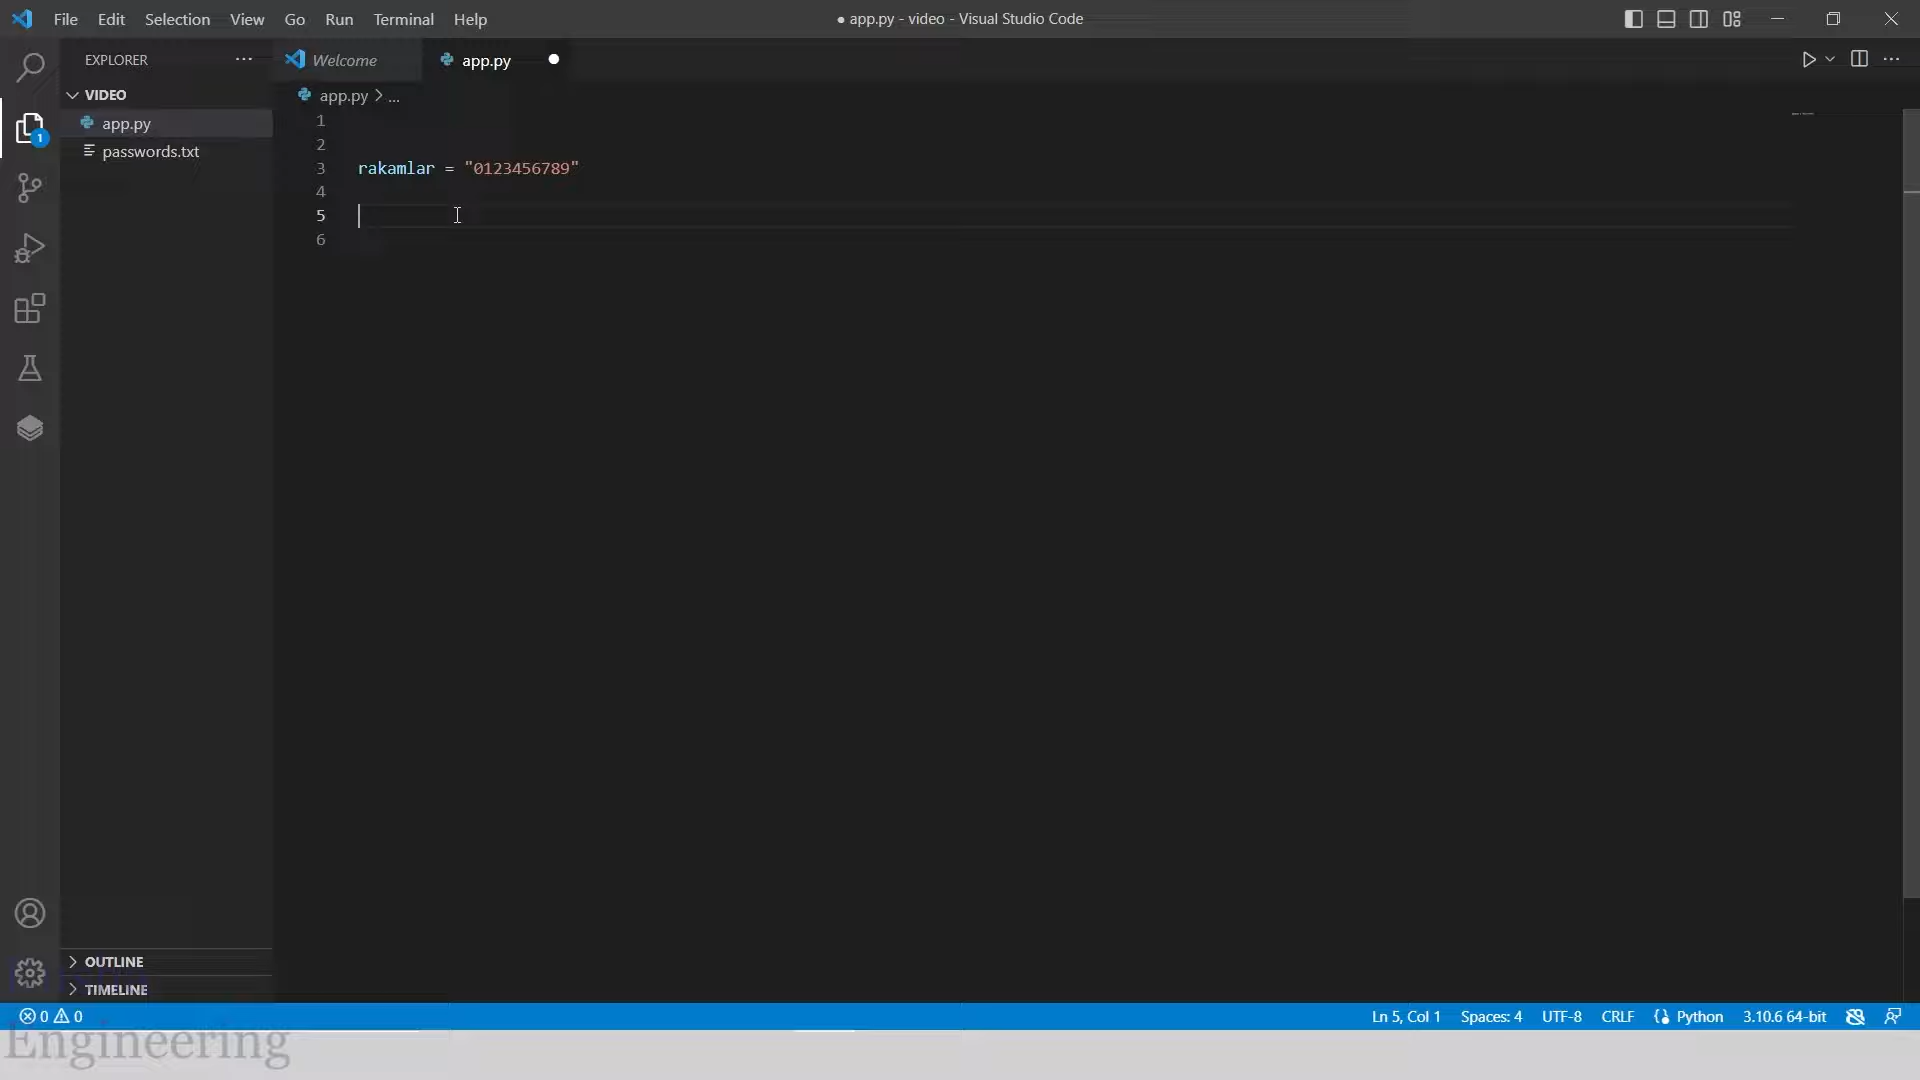 File Edit Selection View Go Run Terminal Help
● app.py - video - Visual Studio Code
EXPLORER ...
VIDEO
app.py
passwords.txt
OUTLINE
TIMELINE
Welcome
app.py
app.py > ...
1
2
3 rakamlar = "0123456789"
4
5
6
1
0 0
Ln 5, Col 1 Spaces: 4 UTF-8 CRLF Python 3.10.6 64-bit
Engineering